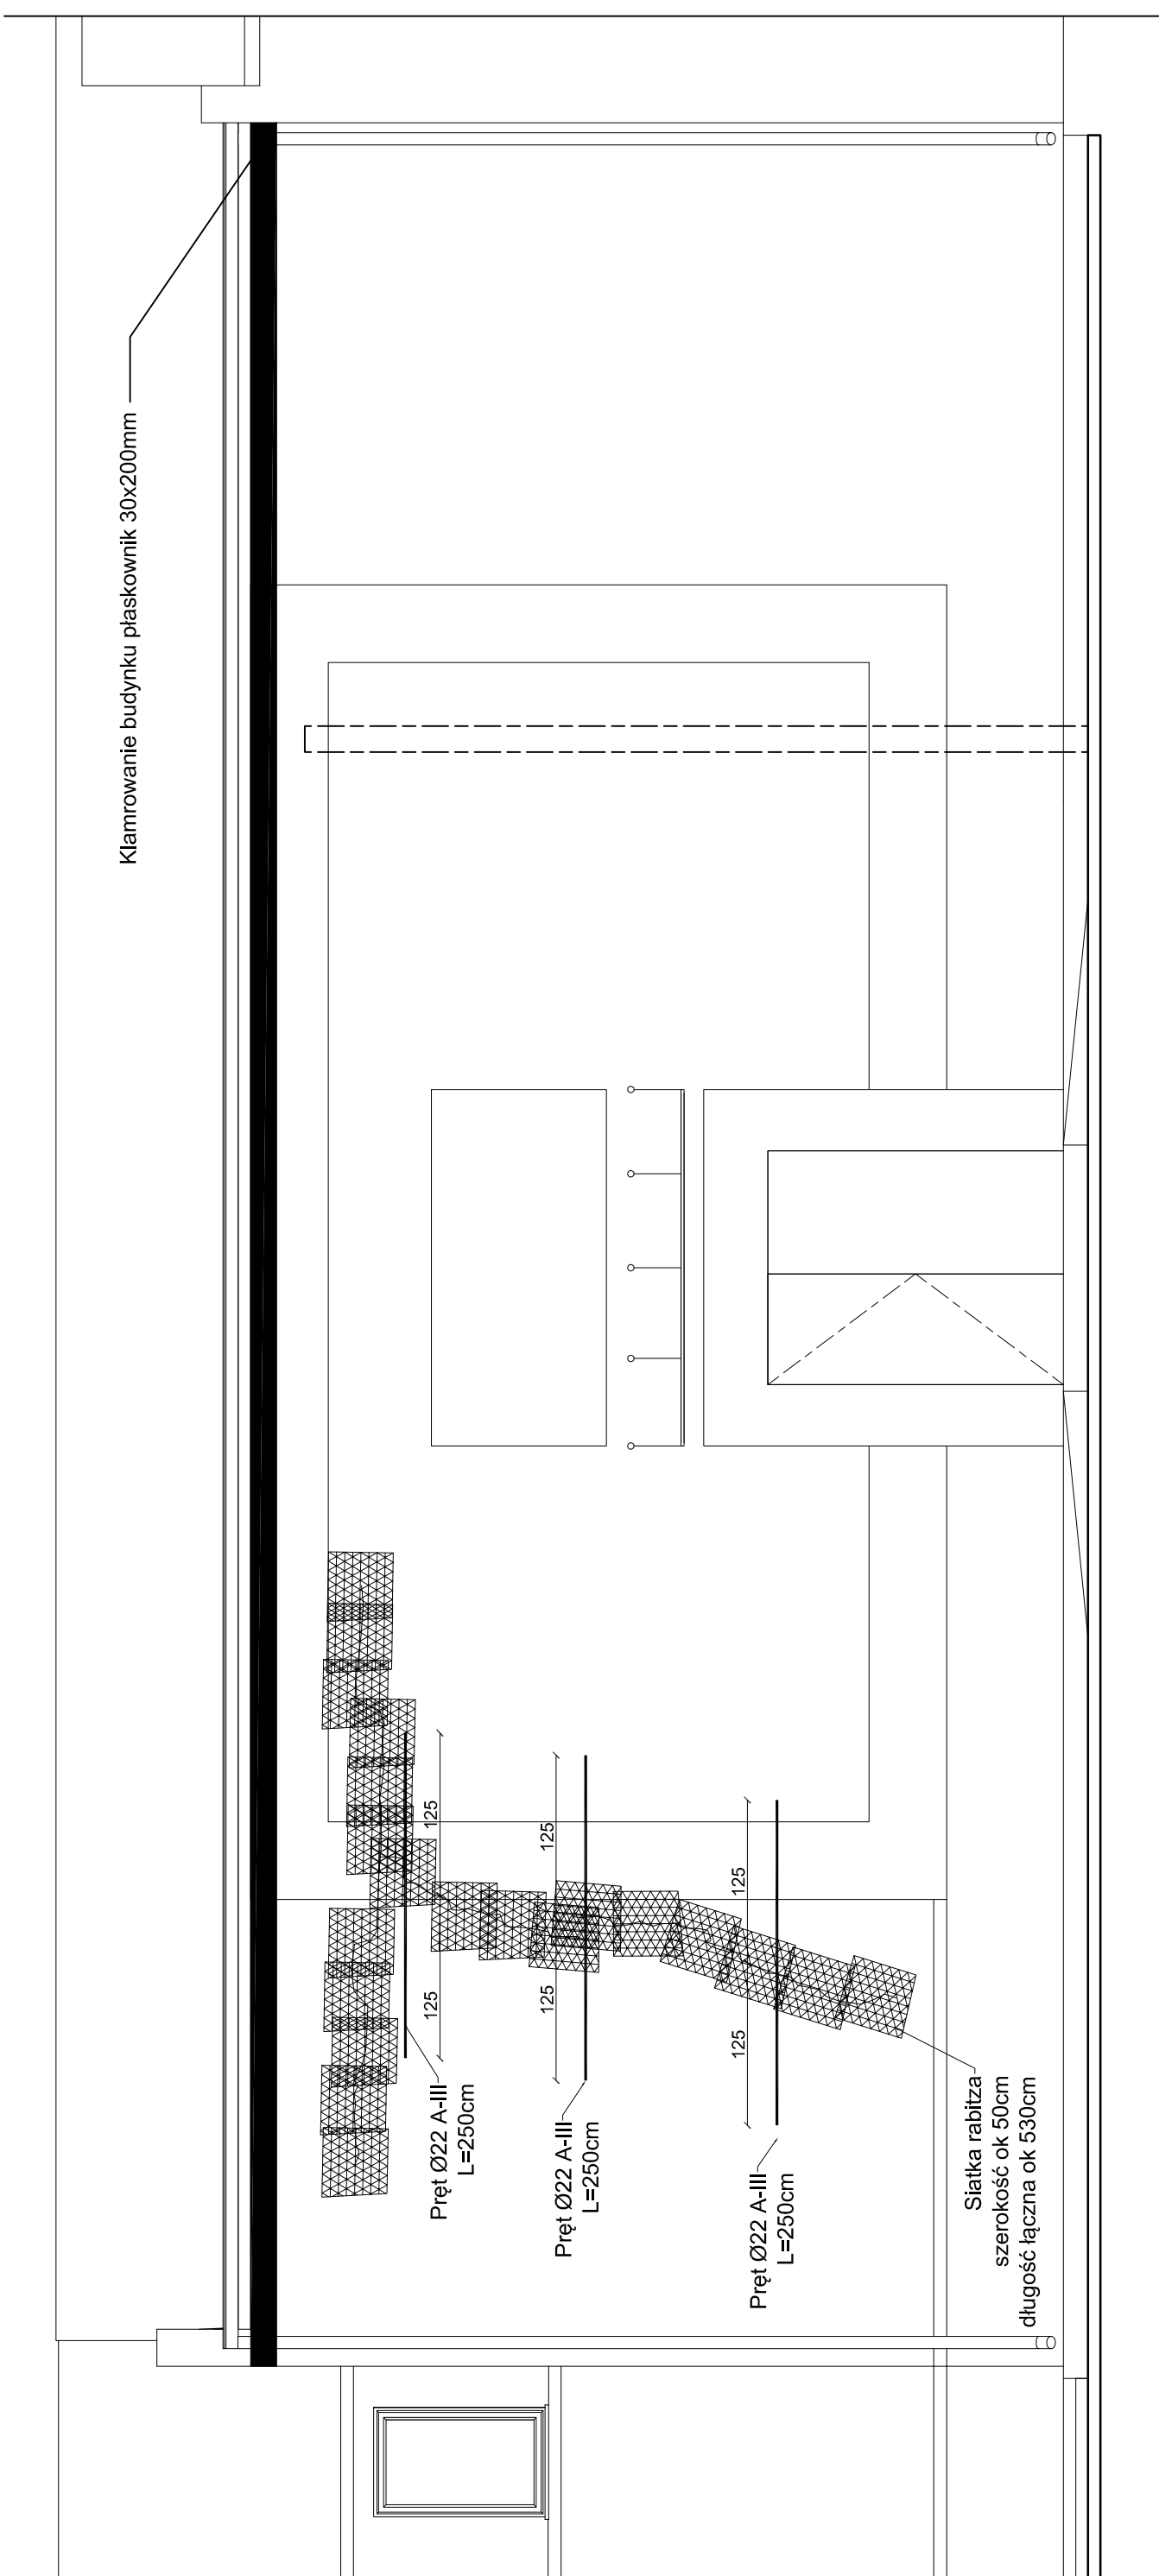 Klamrowanie budynku płaskownik 30x200mm
125
125
Pręt Ø22 A-III
L=250cm
125
125
Pręt Ø22 A-III
L=250cm
125
125
Pręt Ø22 A-III
L=250cm
Siatka rabitza
szerokość ok 50cm
długość łączna ok 530cm